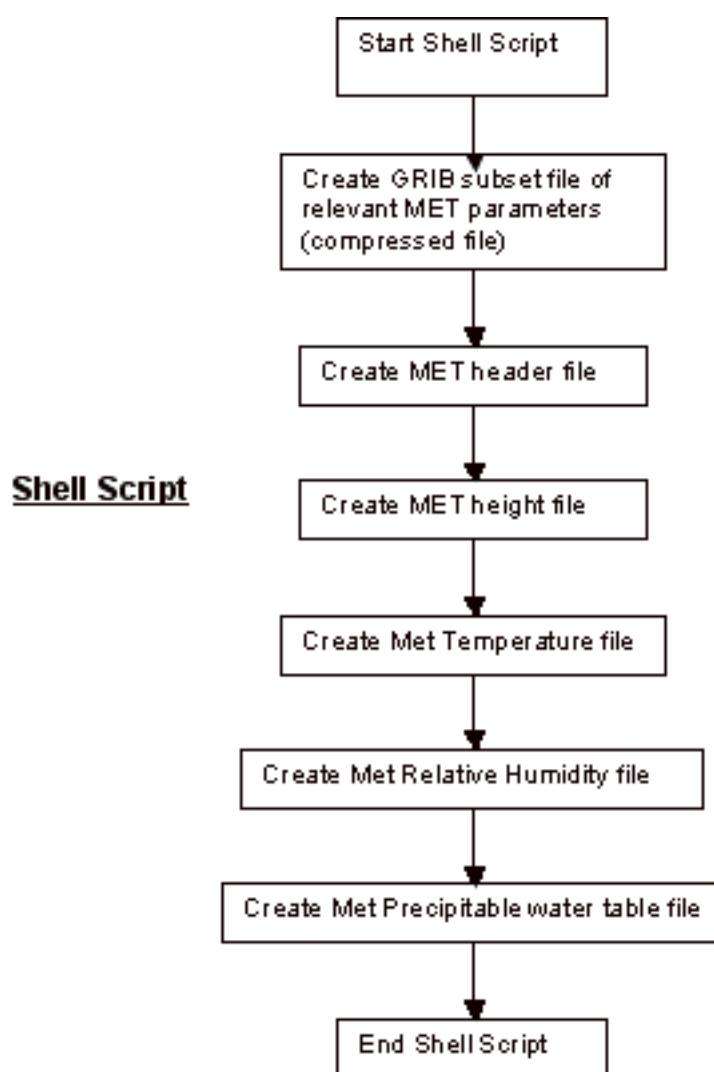 Start Shell Script
Create GRIB subset file of
relevant MET parameters
(compressed file)
Create MET header file
Shell Script
Create MET height file
Create Met Temperature file
Create Met Relative Humidity file
Create Met Precipitable water table file
End Shell Script